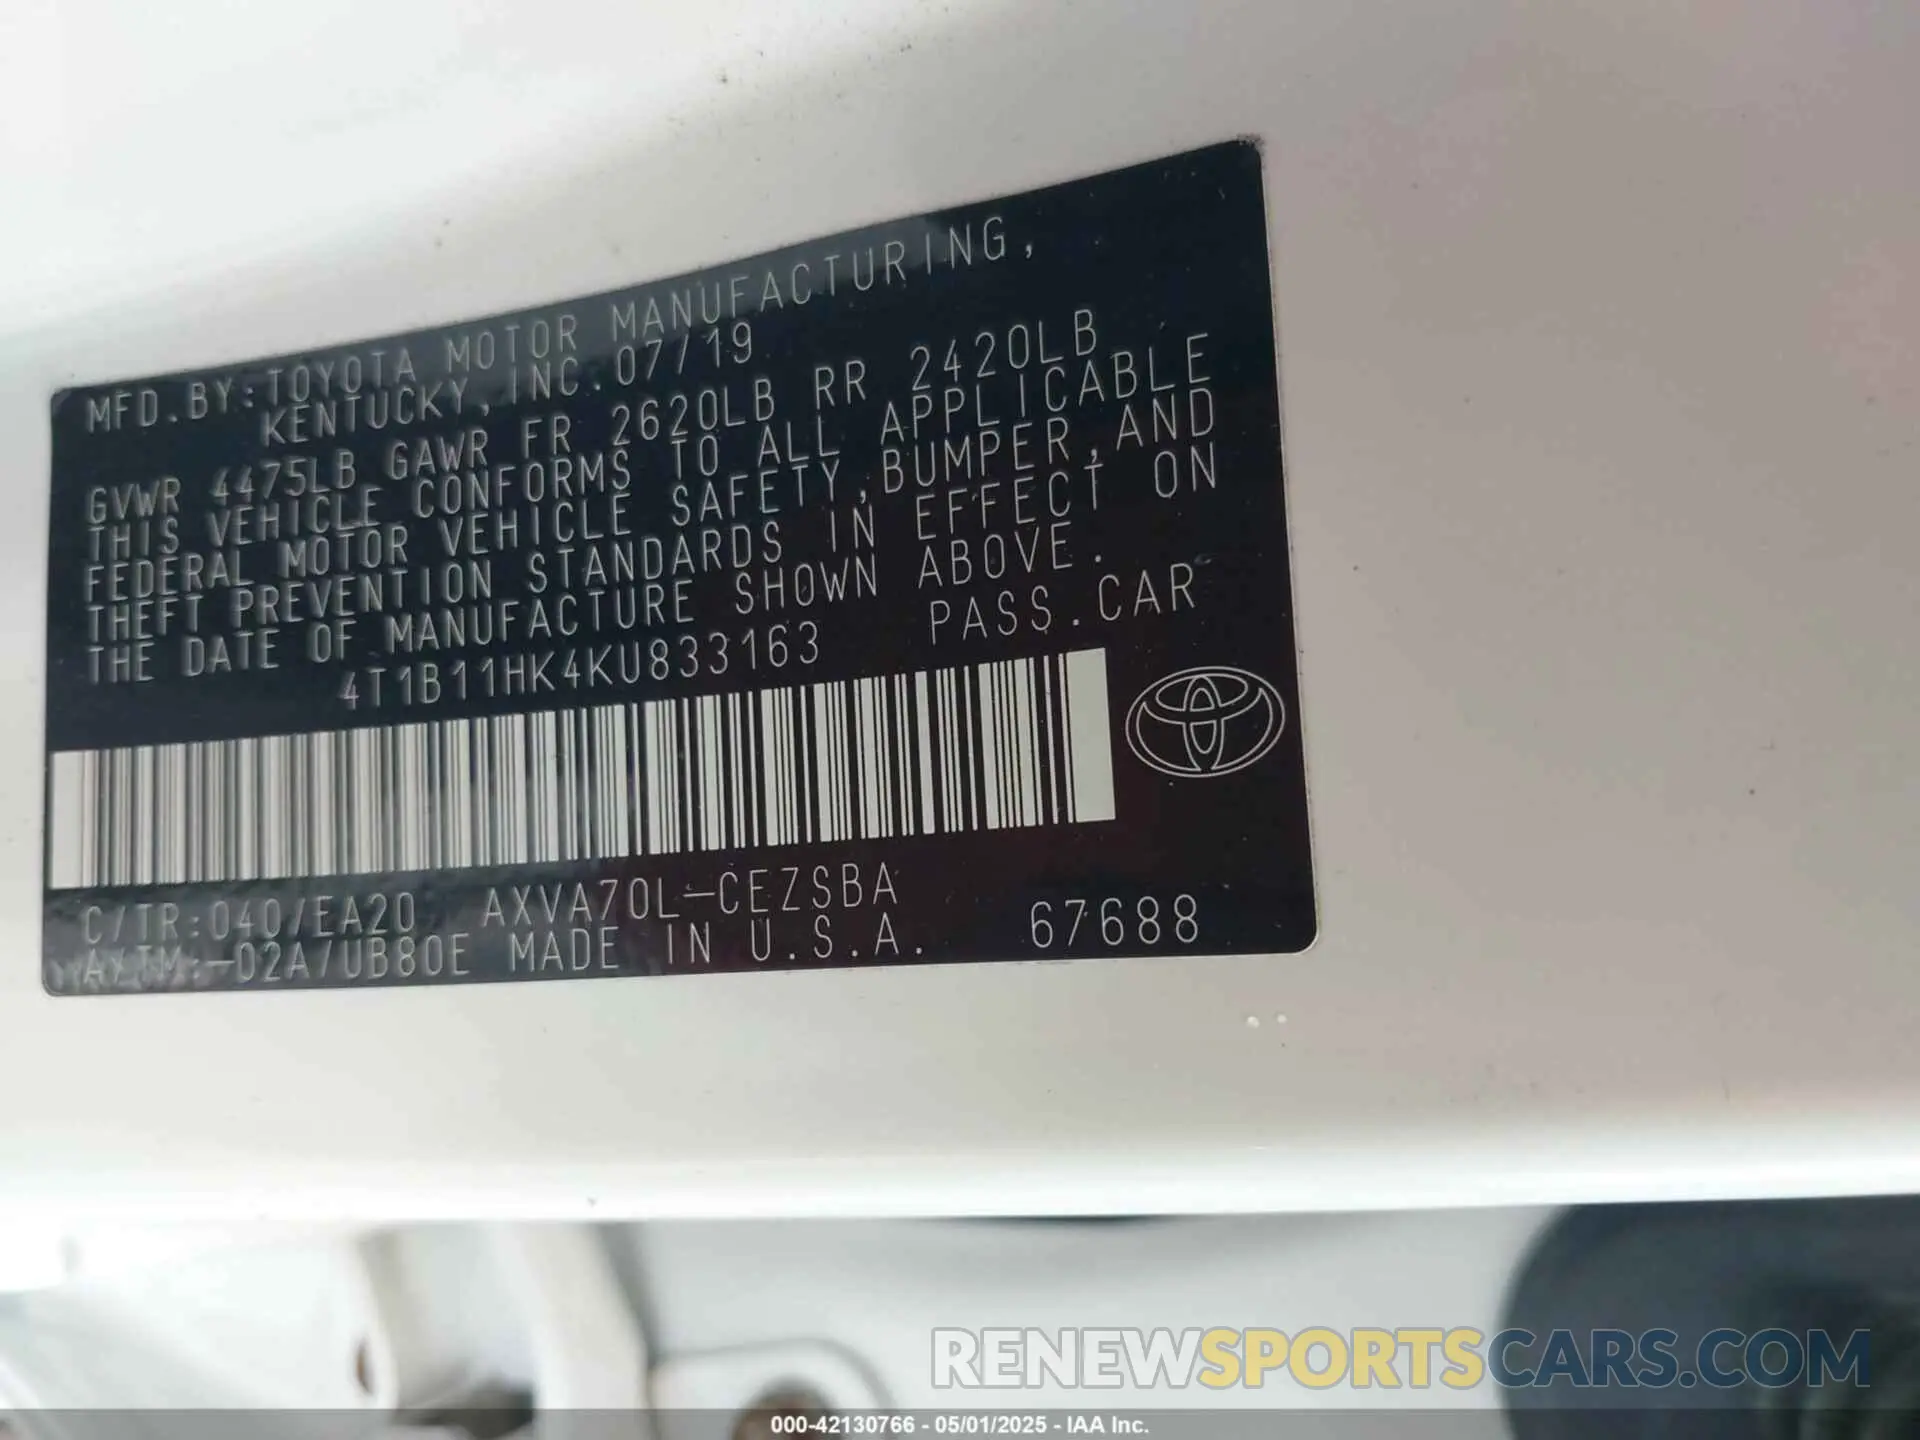 MFD.BY:TOYOTA MOTOR MANUFACTURING,
KENTUCKY, INC. 07/19
GVWR 4475LB GAWR FR 2620LB RR 2420LB
THIS VEHICLE CONFORMS TO ALL APPLICABLE
FEDERAL MOTOR VEHICLE SAFETY,BUMPER,AND
THEFT PREVENTION STANDARDS IN EFFECT ON
THE DATE OF MANUFACTURE SHOWN ABOVE.
4T1B11HK4KU833163 PASS.CAR
C/TR:040/EA20 AXVA70L-CEZSBA
A/TM:-02A/UB80E MADE IN U.S.A. 67688
RENEWSPORTSCARS.COM
000-42130766 - 05/01/2025 - IAA Inc.